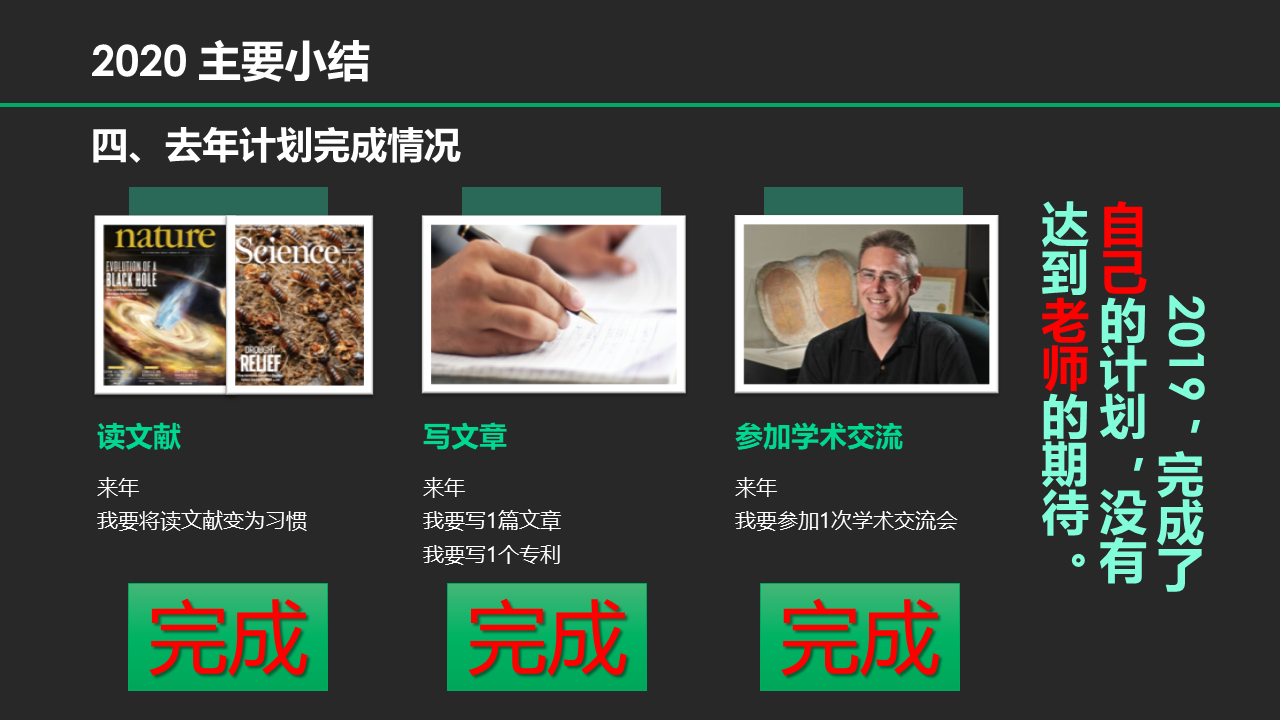 2020 主要小结
四、去年计划完成情况
nature
EVOLUTION OF A
BLACK HOLE
Science
DROUGHT
RELIEF
读文献
来年
我要将读文献变为习惯
写文章
来年
我要写1篇文章
我要写1个专利
参加学术交流
来年
我要参加1次学术交流会
完成
完成
完成
2019，完成了
自己的计划，没有
达到老师的期待。